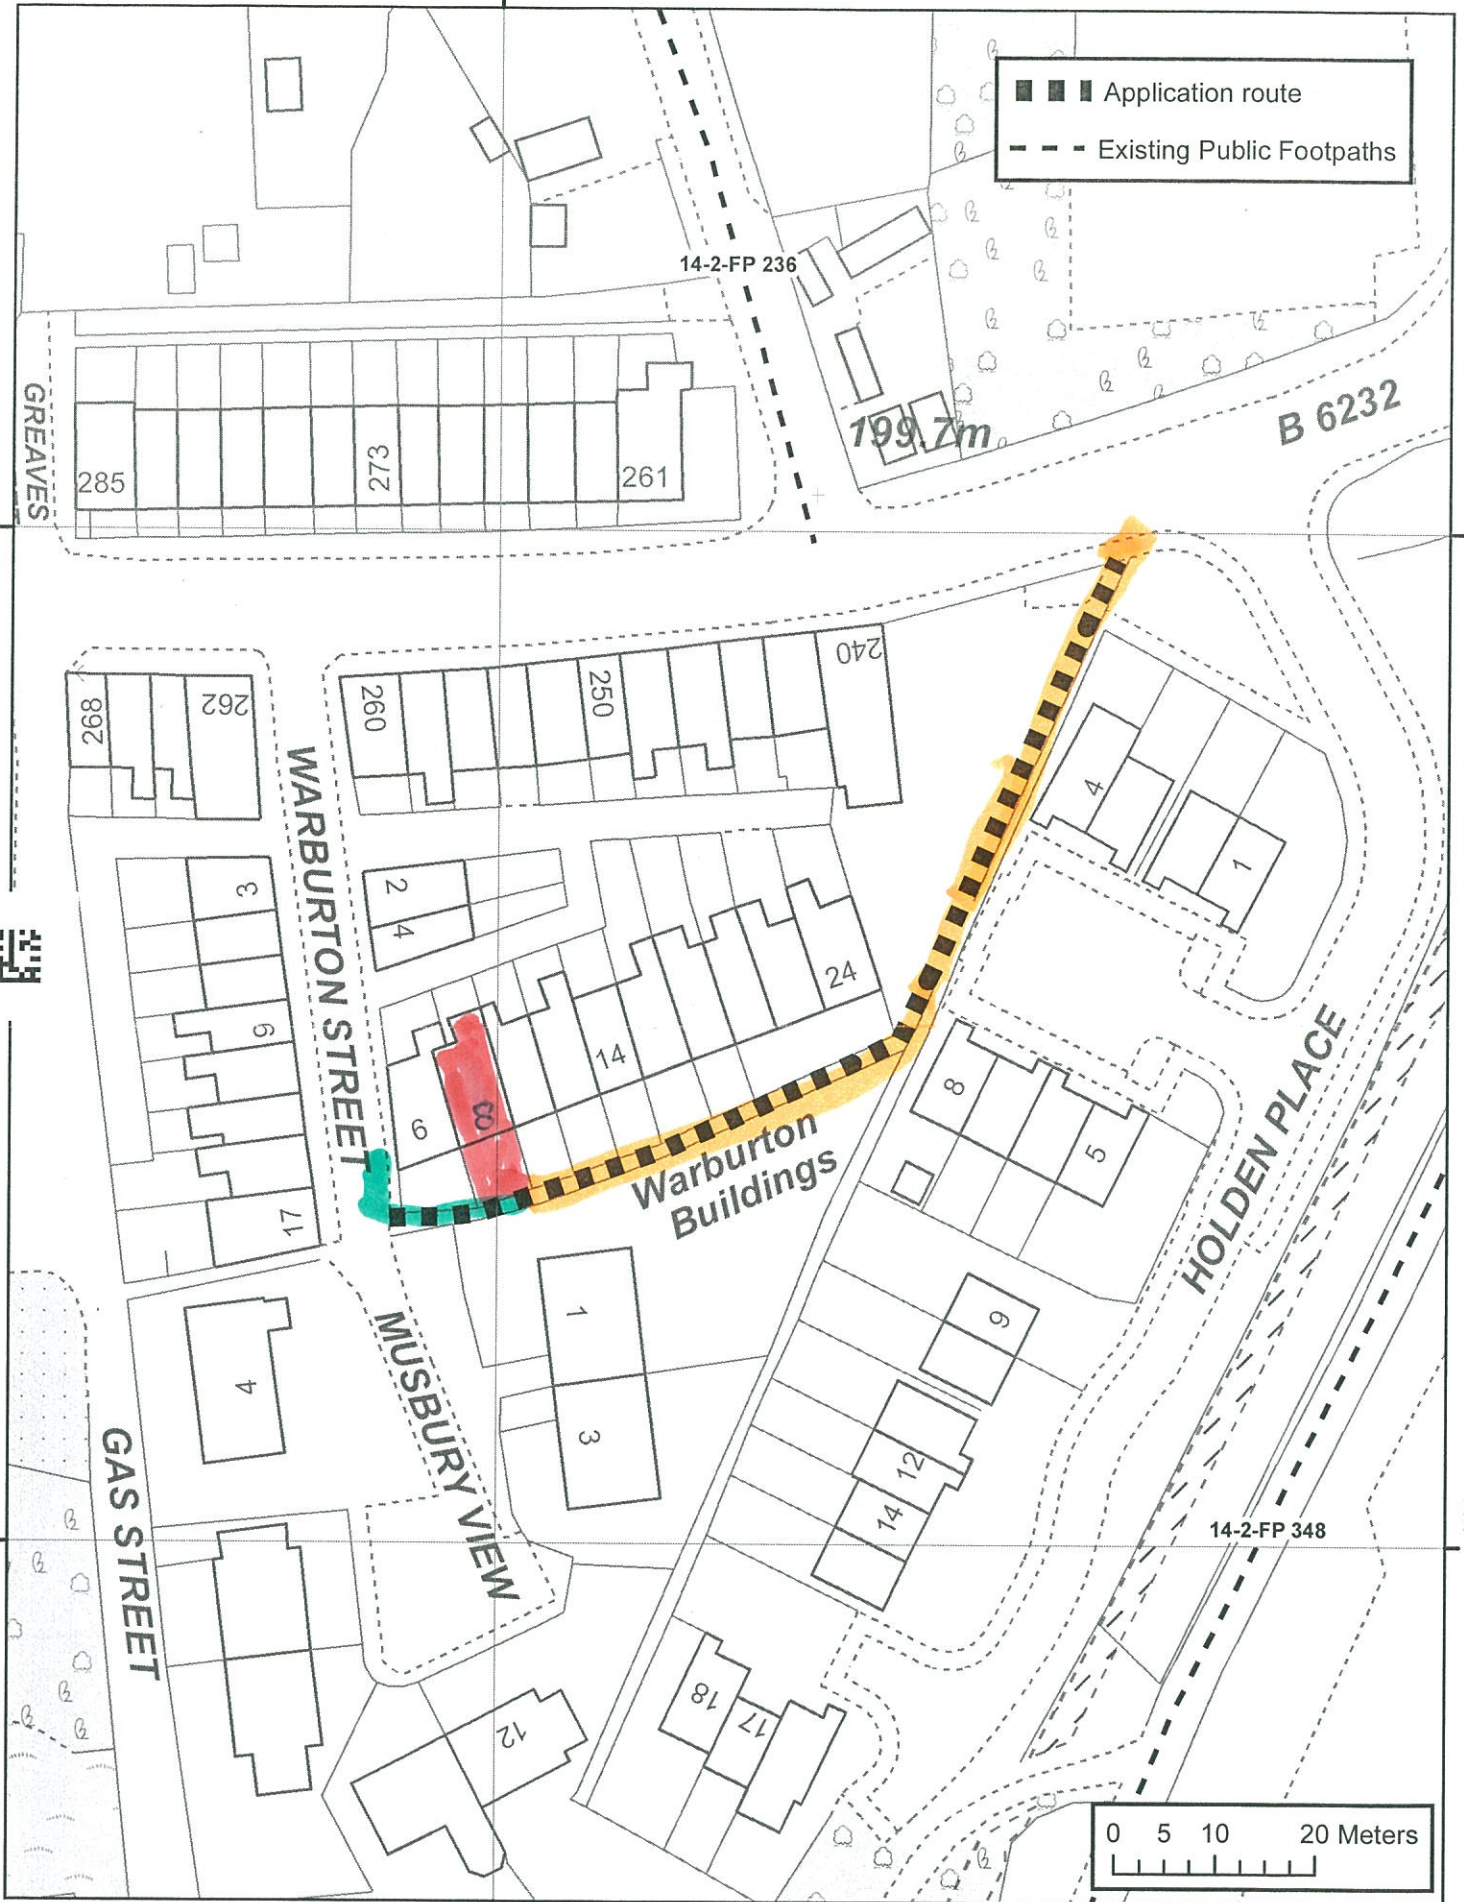 Application route
Existing Public Footpaths
14-2-FP 236
199.7m
B 6232
GREAVES
285
273
261
240
250
260
262
268
WARBURTON STREET
3
2
4
4
1
9
24
14
6
8
8
17
5
Warburton
Buildings
HOLDEN PLACE
1
9
4
MUSBURY VIEW
3
12
14
GAS STREET
14-2-FP 348
18
17
12
0 5 10 20 Meters